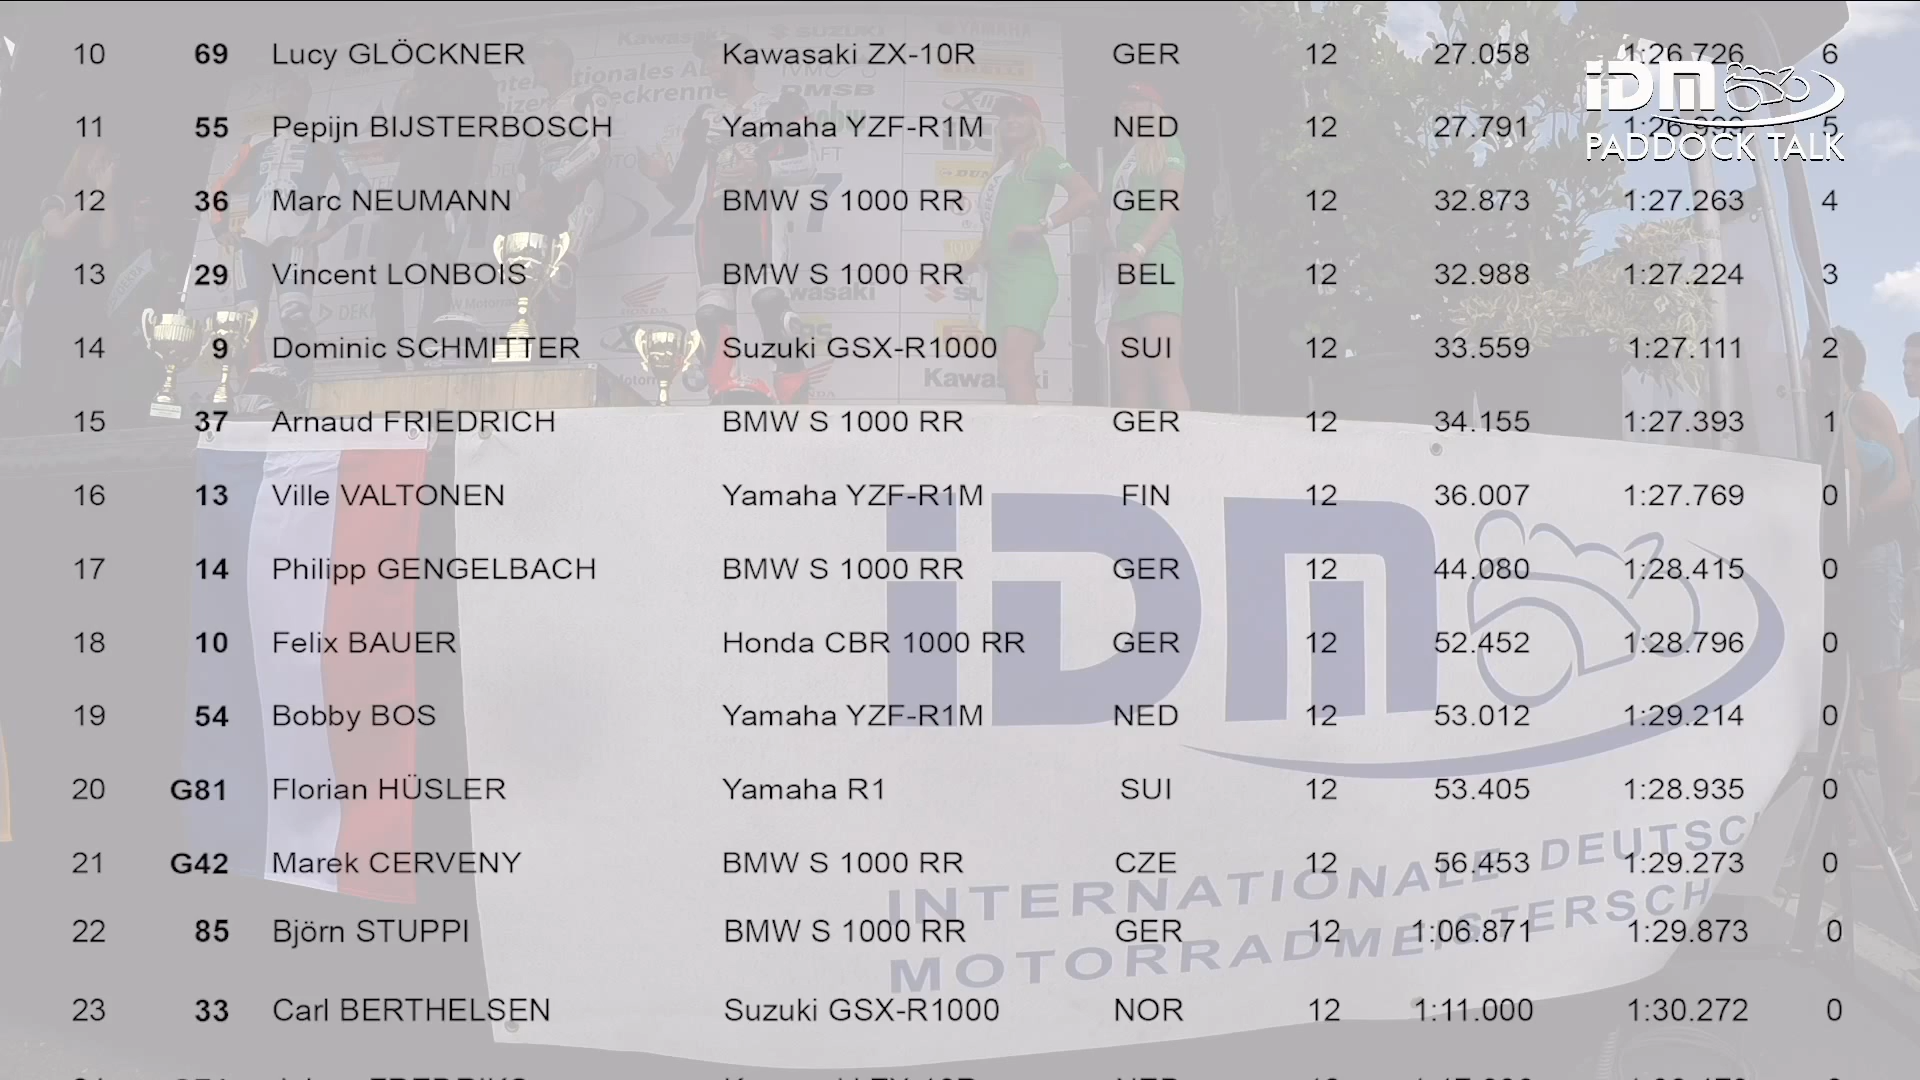 10 69 Lucy GLÖCKNER Kawasaki ZX-10R GER 12 27.058 1:26.726 6
iDM
PADDOCK TALK
11 55 Pepijn BIJSTERBOSCH Yamaha YZF-R1M NED 12 27.791 1:26.999 5
12 36 Marc NEUMANN BMW S 1000 RR GER 12 32.873 1:27.263 4
13 29 Vincent LONBOIS BMW S 1000 RR BEL 12 32.988 1:27.224 3
14 9 Dominic SCHMITTER Suzuki GSX-R1000 SUI 12 33.559 1:27.111 2
Kawasaki
15 37 Arnaud FRIEDRICH BMW S 1000 RR GER 12 34.155 1:27.393 1
16 13 Ville VALTONEN Yamaha YZF-R1M FIN 12 36.007 1:27.769 0
17 14 Philipp GENGELBACH BMW S 1000 RR GER 12 44.080 1:28.415 0
iDM
18 10 Felix BAUER Honda CBR 1000 RR GER 12 52.452 1:28.796 0
19 54 Bobby BOS Yamaha YZF-R1M NED 12 53.012 1:29.214 0
20 G81 Florian HÜSLER Yamaha R1 SUI 12 53.405 1:28.935 0
21 G42 Marek CERVENY BMW S 1000 RR CZE 12 56.453 1:29.273 0
INTERNATIONALE DEUTSC
22 85 Björn STUPPI BMW S 1000 RR GER 12 1:06.871 1:29.873 0
MOTORRADMEISTERSCH
23 33 Carl BERTHELSEN Suzuki GSX-R1000 NOR 12 1:11.000 1:30.272 0